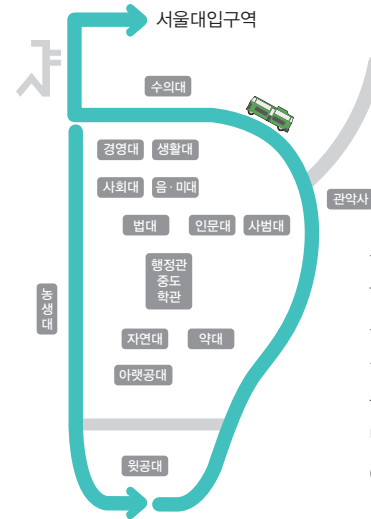 서울대입구역
수의대
경영대 생활대
사회대 음·미대
관악사
법대 인문대 사범대
행정관
중도
학관
농
생
대
자연대 약대
아랫공대
윗공대